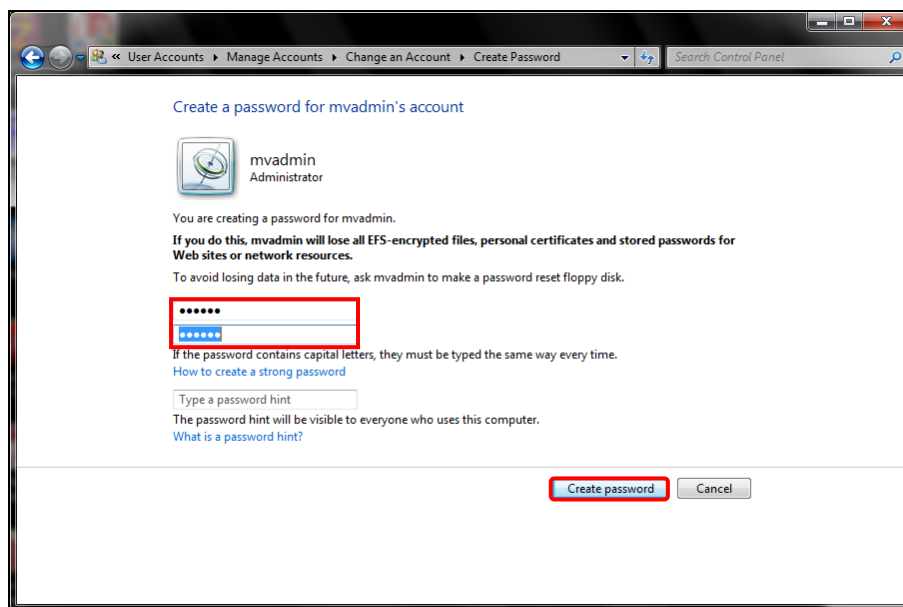 « User Accounts ▸ Manage Accounts ▸ Change an Account ▸ Create Password
Search Control Panel
Create a password for mvadmin's account
mvadmin
Administrator
You are creating a password for mvadmin.
If you do this, mvadmin will lose all EFS-encrypted files, personal certificates and stored passwords for
Web sites or network resources.
To avoid losing data in the future, ask mvadmin to make a password reset floppy disk.
●●●●●●
●●●●●●
If the password contains capital letters, they must be typed the same way every time.
How to create a strong password
Type a password hint
The password hint will be visible to everyone who uses this computer.
What is a password hint?
Create password
Cancel